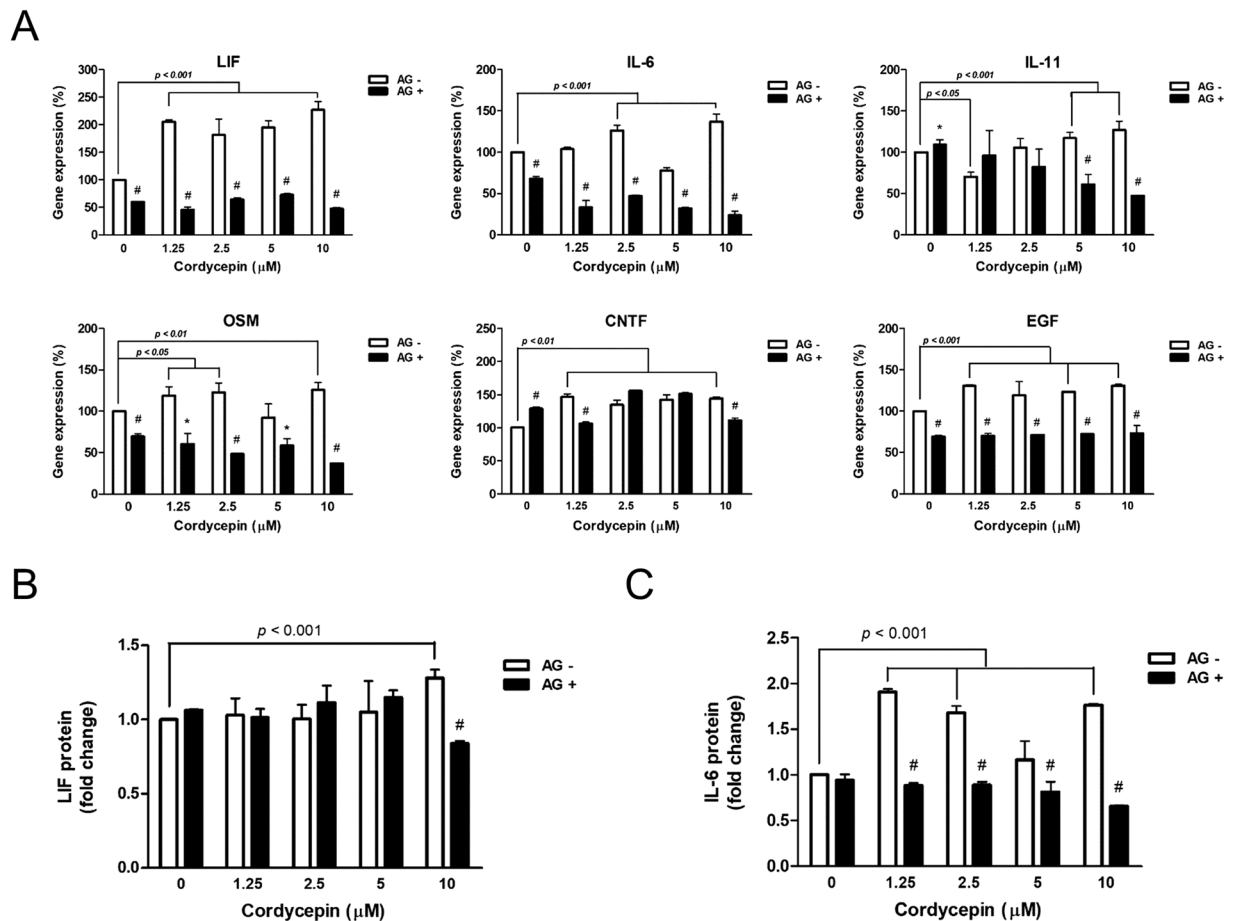 A
LIF
300
250
200
150
100
50
0
Gene expression (%)
p < 0.001
AG -
AG +
#
#
#
#
#
0 1.25 2.5 5 10
Cordycepin (μM)
IL-6
200
150
100
50
0
Gene expression (%)
p < 0.001
AG -
AG +
#
#
#
#
#
0 1.25 2.5 5 10
Cordycepin (μM)
IL-11
200
150
100
50
0
Gene expression (%)
p < 0.001
p < 0.05
AG -
AG +
*
#
#
0 1.25 2.5 5 10
Cordycepin (μM)
OSM
200
150
100
50
0
Gene expression (%)
p < 0.01
p < 0.05
AG -
AG +
#
*
#
*
#
0 1.25 2.5 5 10
Cordycepin (μM)
CNTF
250
200
150
100
50
0
Gene expression (%)
p < 0.01
AG -
AG +
#
#
#
0 1.25 2.5 5 10
Cordycepin (μM)
EGF
200
150
100
50
0
Gene expression (%)
p < 0.001
AG -
AG +
#
#
#
#
#
0 1.25 2.5 5 10
Cordycepin (μM)
B
1.5
1.0
0.5
0.0
LIF protein
(fold change)
p < 0.001
AG -
AG +
#
0 1.25 2.5 5 10
Cordycepin (μM)
C
2.5
2.0
1.5
1.0
0.5
0.0
IL-6 protein
(fold change)
p < 0.001
AG -
AG +
#
#
#
#
0 1.25 2.5 5 10
Cordycepin (μM)